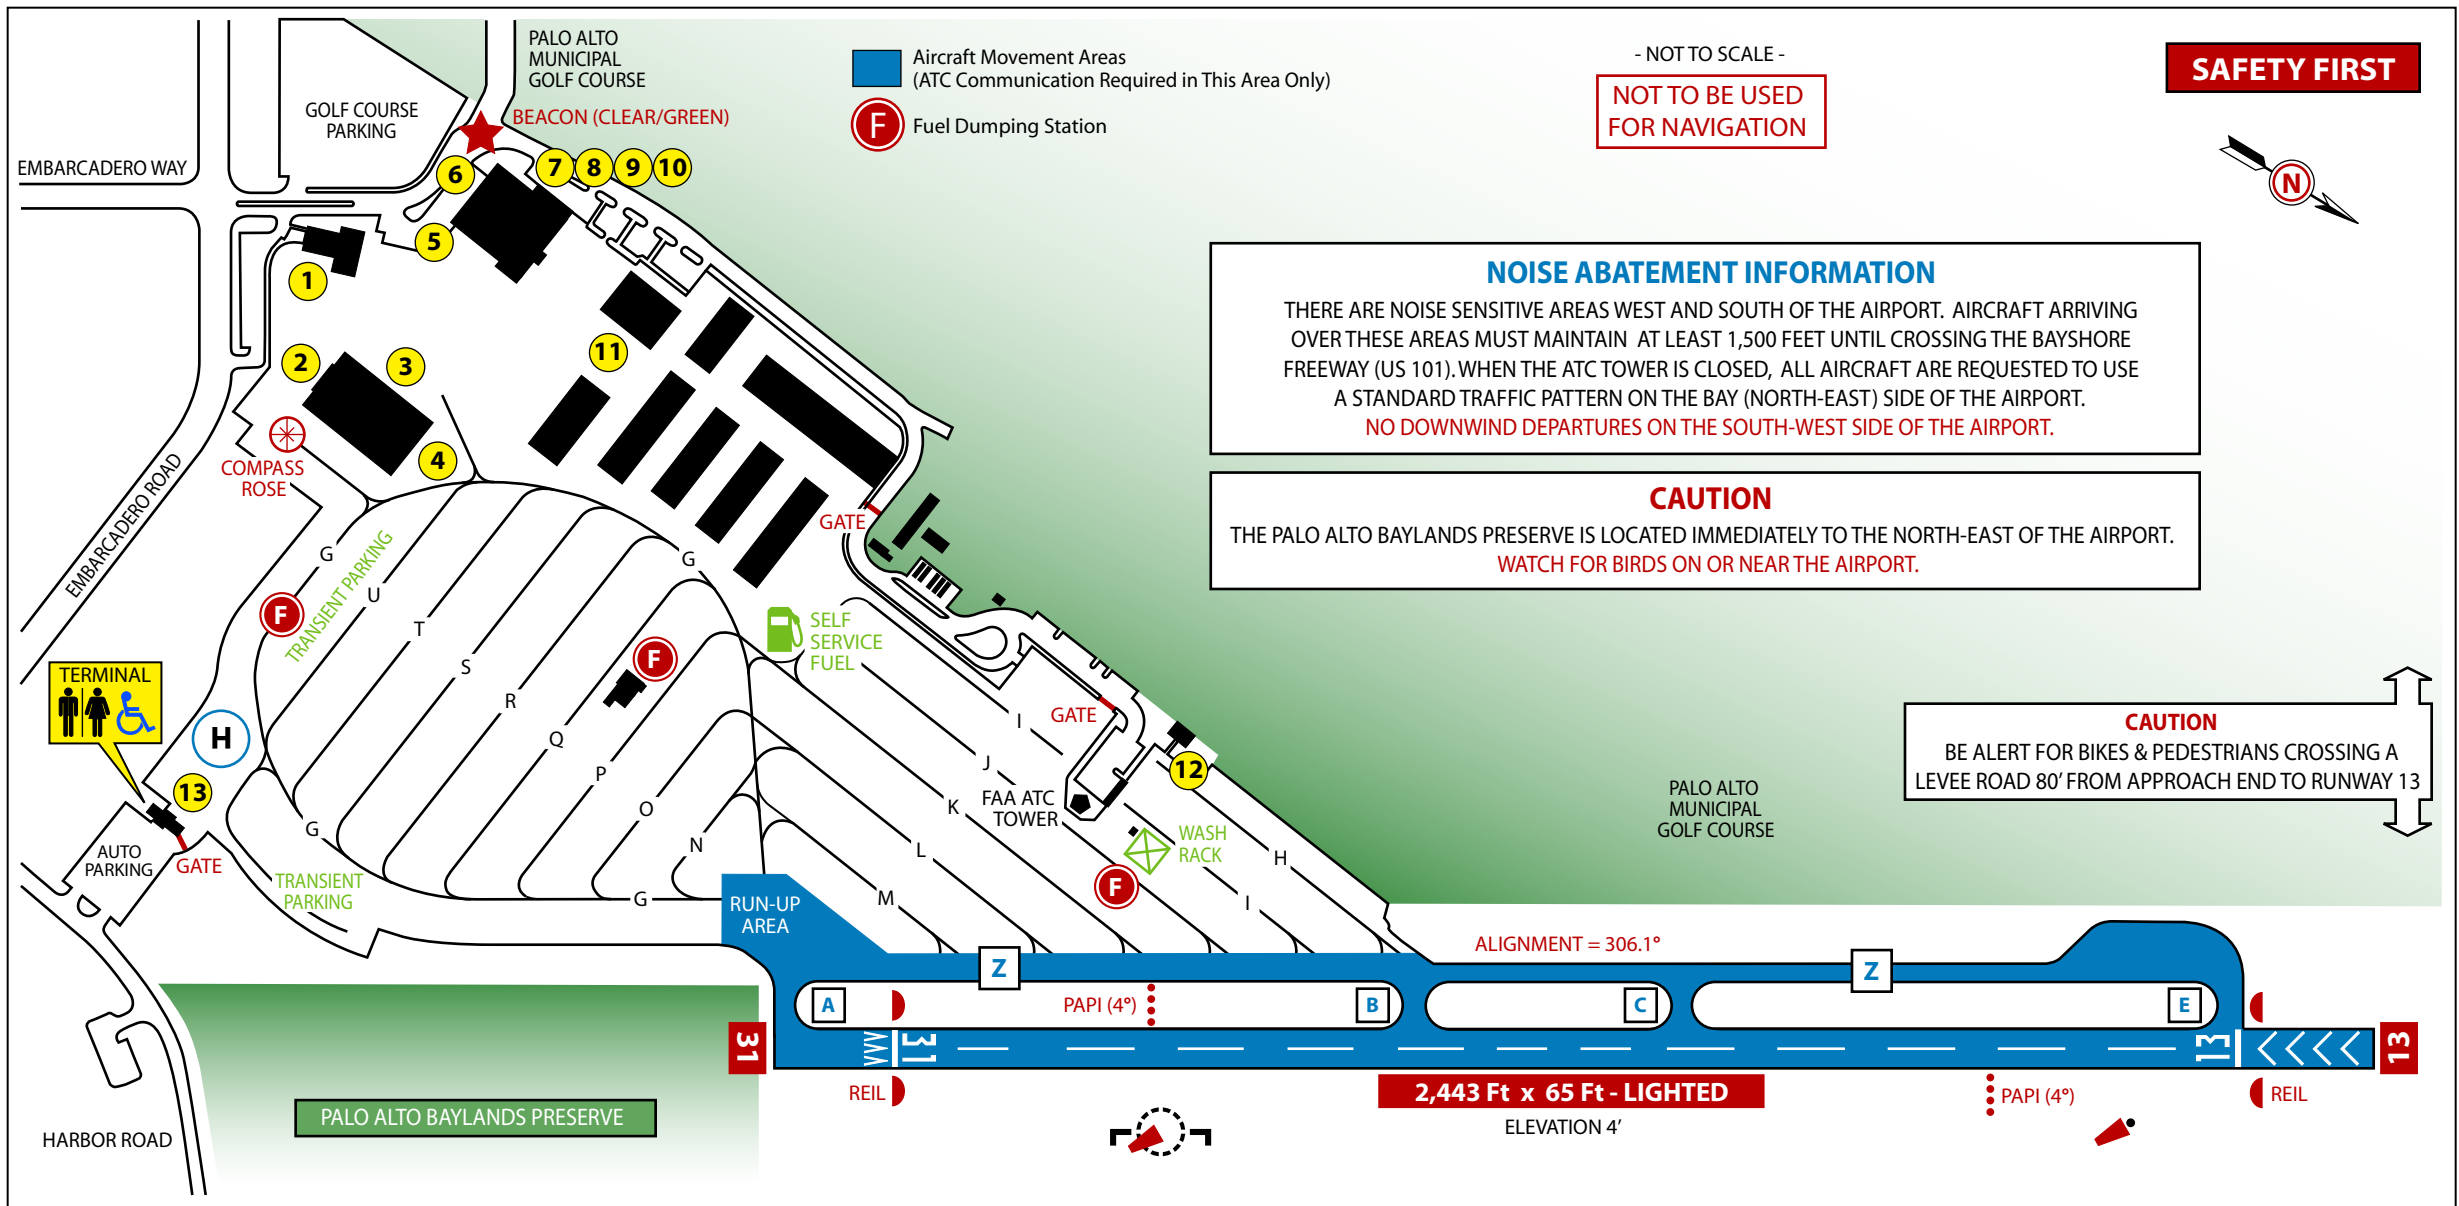 PALO ALTO
MUNICIPAL
GOLF COURSE
BEACON (CLEAR/GREEN)
GOLF COURSE
PARKING
EMBARCADERO WAY
Aircraft Movement Areas
(ATC Communication Required in This Area Only)
F
Fuel Dumping Station
- NOT TO SCALE -
NOT TO BE USED
FOR NAVIGATION
SAFETY FIRST
N
6
7
8
9
10
5
1
11
2
3
4
NOISE ABATEMENT INFORMATION
THERE ARE NOISE SENSITIVE AREAS WEST AND SOUTH OF THE AIRPORT. AIRCRAFT ARRIVING
OVER THESE AREAS MUST MAINTAIN AT LEAST 1,500 FEET UNTIL CROSSING THE BAYSHORE
FREEWAY (US 101). WHEN THE ATC TOWER IS CLOSED, ALL AIRCRAFT ARE REQUESTED TO USE
A STANDARD TRAFFIC PATTERN ON THE BAY (NORTH-EAST) SIDE OF THE AIRPORT.
NO DOWNWIND DEPARTURES ON THE SOUTH-WEST SIDE OF THE AIRPORT.
CAUTION
THE PALO ALTO BAYLANDS PRESERVE IS LOCATED IMMEDIATELY TO THE NORTH-EAST OF THE AIRPORT.
WATCH FOR BIRDS ON OR NEAR THE AIRPORT.
COMPASS
ROSE
EMBARCADERO ROAD
GATE
G
TRANSIENT PARKING
G
U
T
S
R
Q
P
O
N
G
G
F
F
SELF
SERVICE
FUEL
TERMINAL
H
13
AUTO
PARKING
GATE
TRANSIENT
PARKING
I
GATE
J
K
L
M
FAA ATC
TOWER
12
WASH
RACK
F
H
I
PALO ALTO
MUNICIPAL
GOLF COURSE
CAUTION
BE ALERT FOR BIKES & PEDESTRIANS CROSSING A
LEVEE ROAD 80' FROM APPROACH END TO RUNWAY 13
RUN-UP
AREA
Z
ALIGNMENT = 306.1°
Z
A
PAPI (4°)
B
C
E
31
31
13
13
REIL
2,443 Ft x 65 Ft - LIGHTED
ELEVATION 4'
PAPI (4°)
REIL
PALO ALTO BAYLANDS PRESERVE
HARBOR ROAD